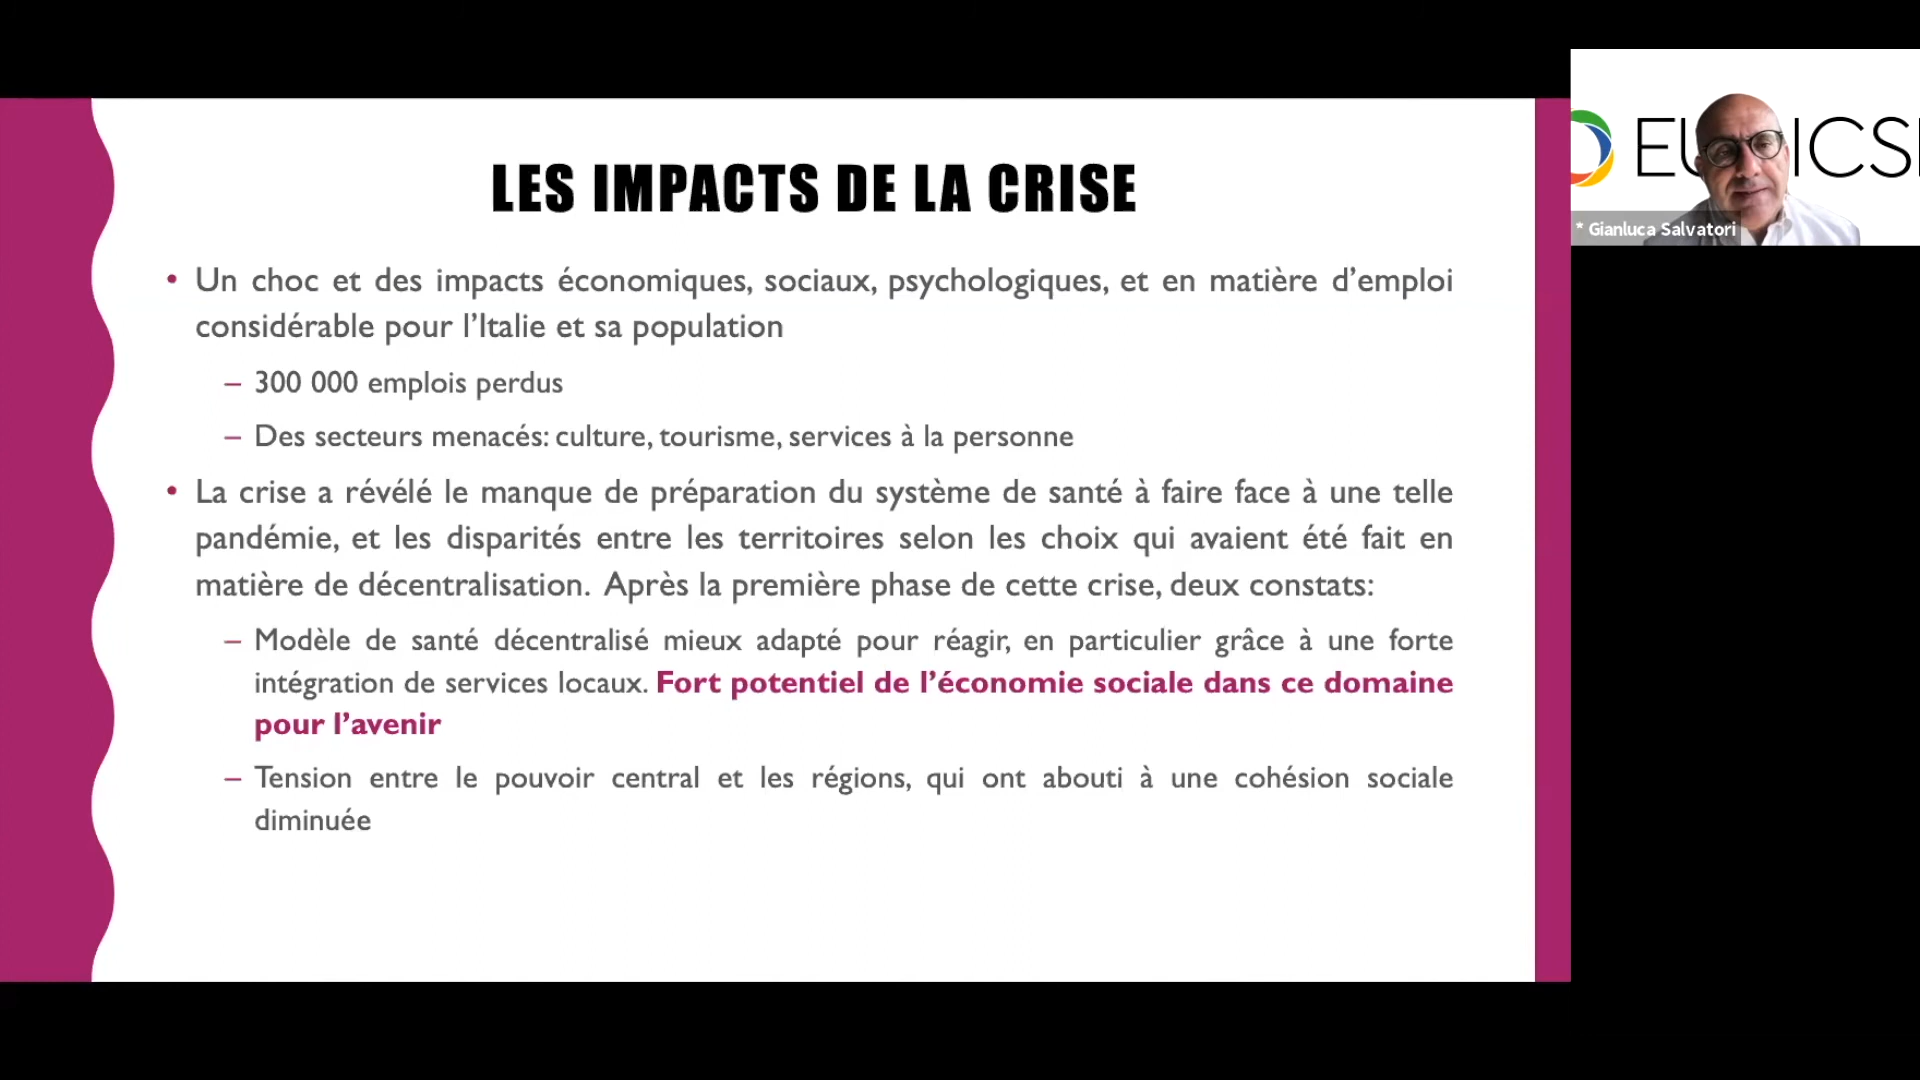 LES IMPACTS DE LA CRISE
• Un choc et des impacts économiques, sociaux, psychologiques, et en matière d’emploi
considérable pour l’Italie et sa population
– 300 000 emplois perdus
– Des secteurs menacés: culture, tourisme, services à la personne
• La crise a révélé le manque de préparation du système de santé à faire face à une telle
pandémie, et les disparités entre les territoires selon les choix qui avaient été fait en
matière de décentralisation. Après la première phase de cette crise, deux constats:
– Modèle de santé décentralisé mieux adapté pour réagir, en particulier grâce à une forte
intégration de services locaux. Fort potentiel de l’économie sociale dans ce domaine
pour l’avenir
– Tension entre le pouvoir central et les régions, qui ont abouti à une cohésion sociale
diminuée
* Gianluca Salvatori